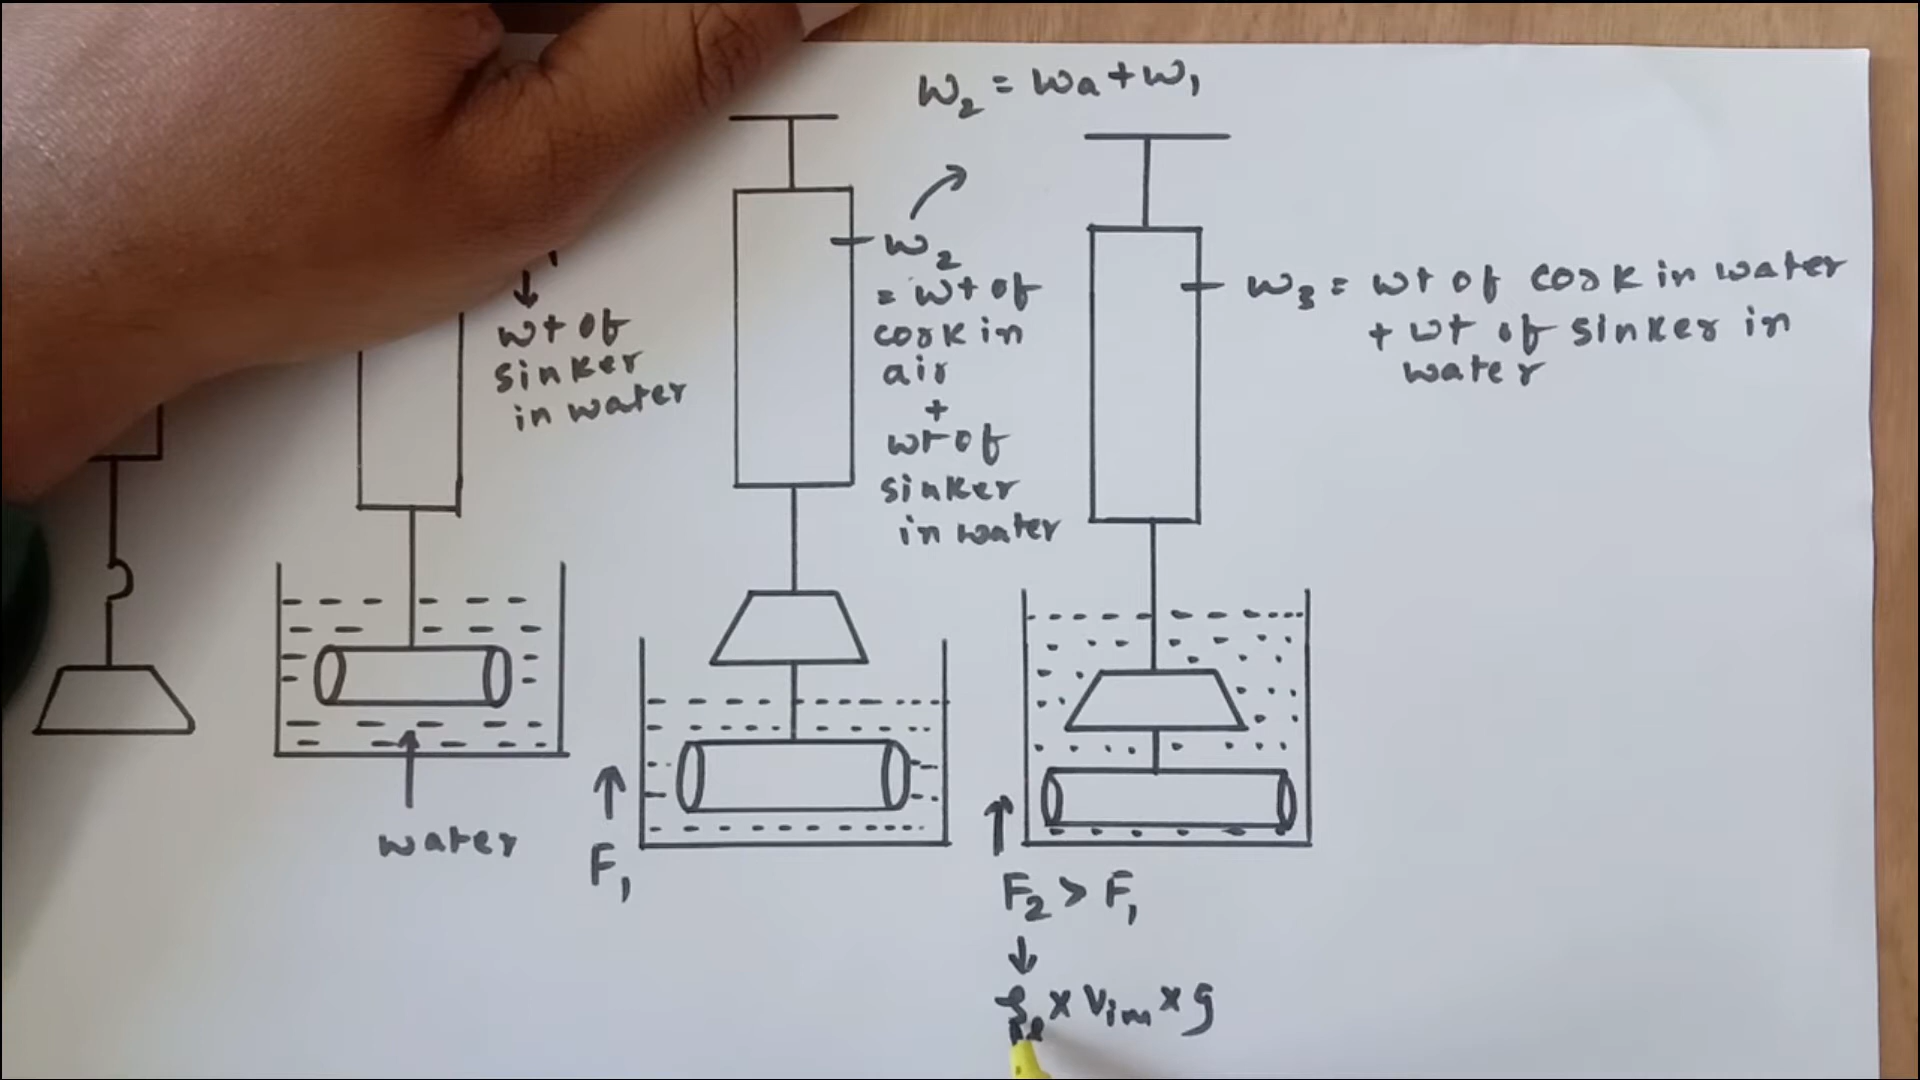 W₂ = Wa + W₁
W₂
= wt of
cork in
air
+
wt of
sinker
in water
↓
wt of
sinker
in water
W₃ = wt of cork in water
+ wt of sinker in
water
water
F₁
F₂ > F₁
↓
ρₗ × Vim × g